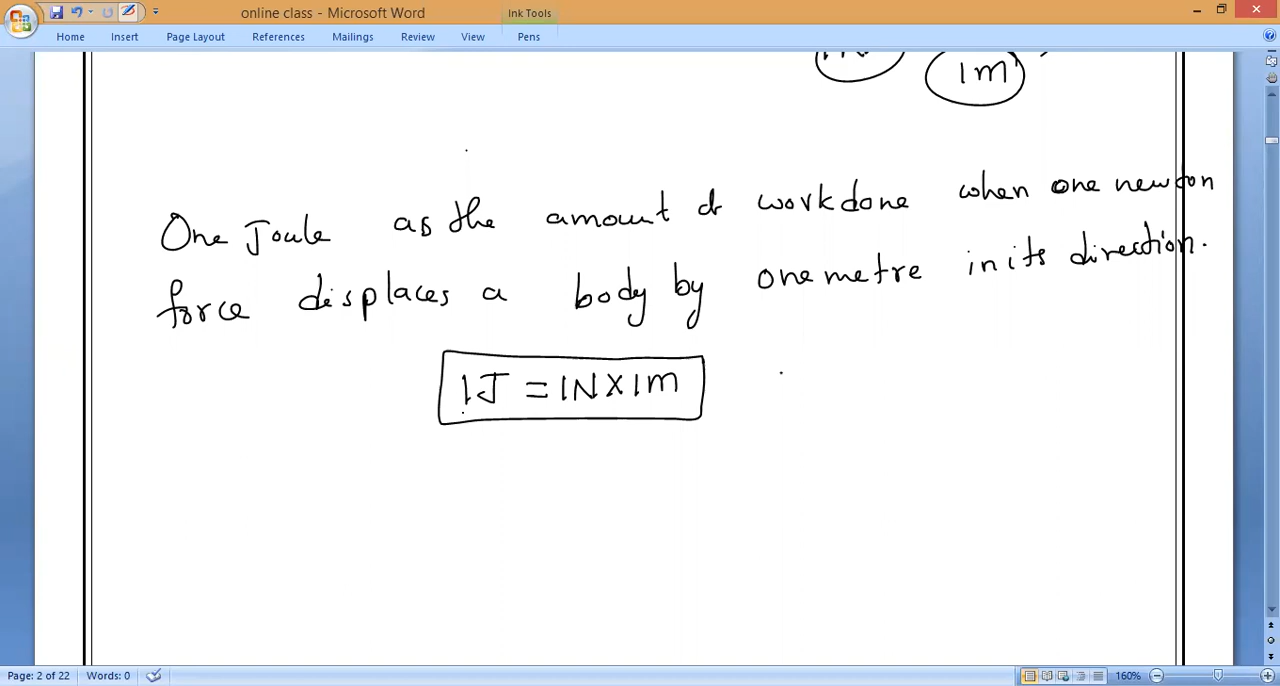 online class - Microsoft Word
Ink Tools
Home Insert Page Layout References Mailings Review View Pens
1m
One Joule as the amount of workdone when one newton
force displaces a body by one metre in its direction.
1J = 1N X 1m
Page: 2 of 22 Words: 0
160%